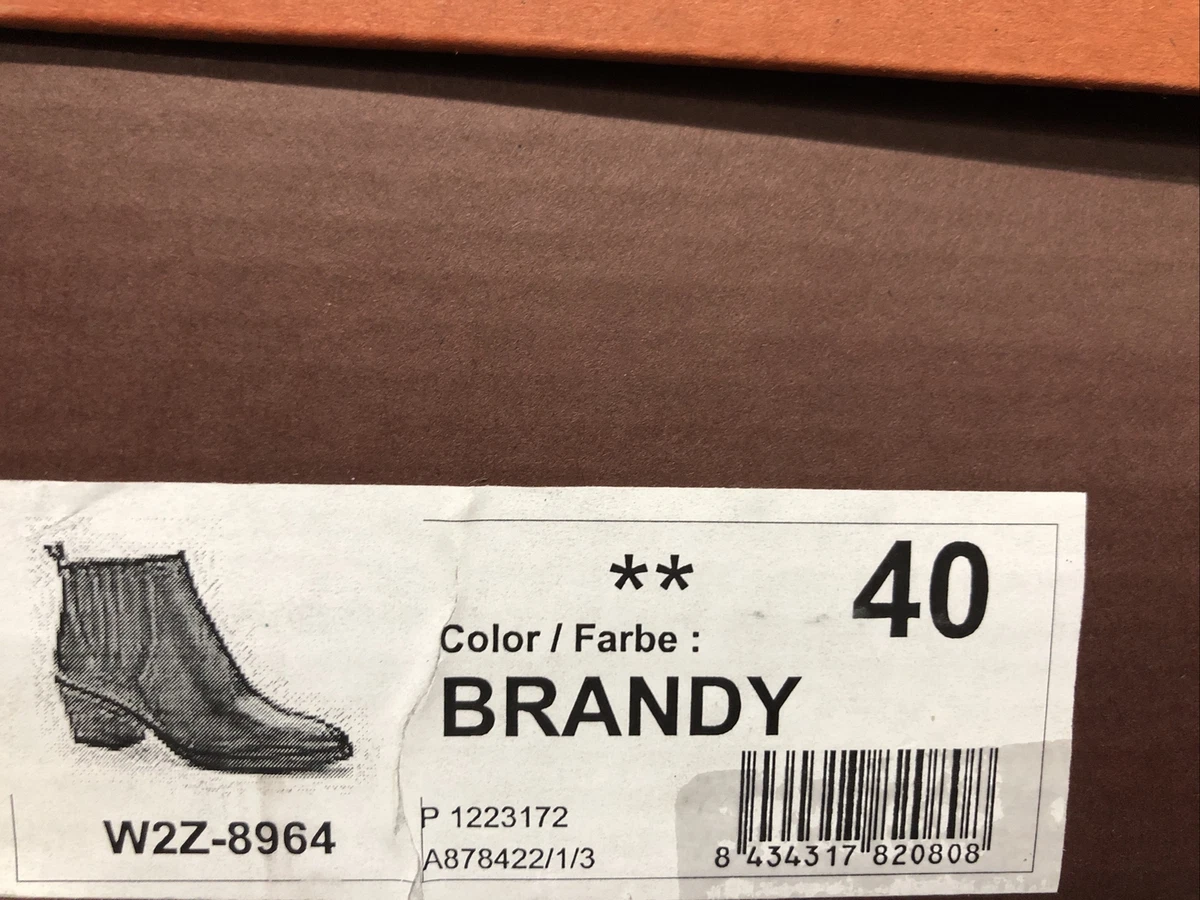 **
40
Color / Farbe :
BRANDY
W2Z-8964
P 1223172
A878422/1/3
8 434317 820808